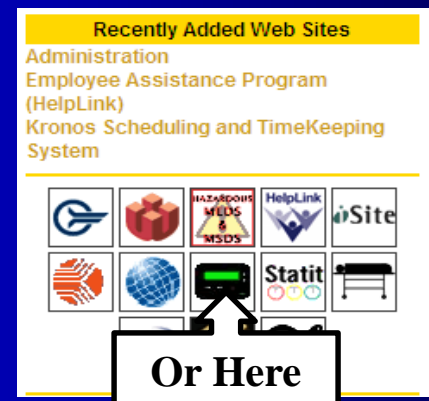 Recently Added Web Sites
Administration
Employee Assistance Program
(HelpLink)
Kronos Scheduling and TimeKeeping
System
HAZARDOUS
MEDS
&
MSDS
HelpLink
iSite
Statit
Or Here